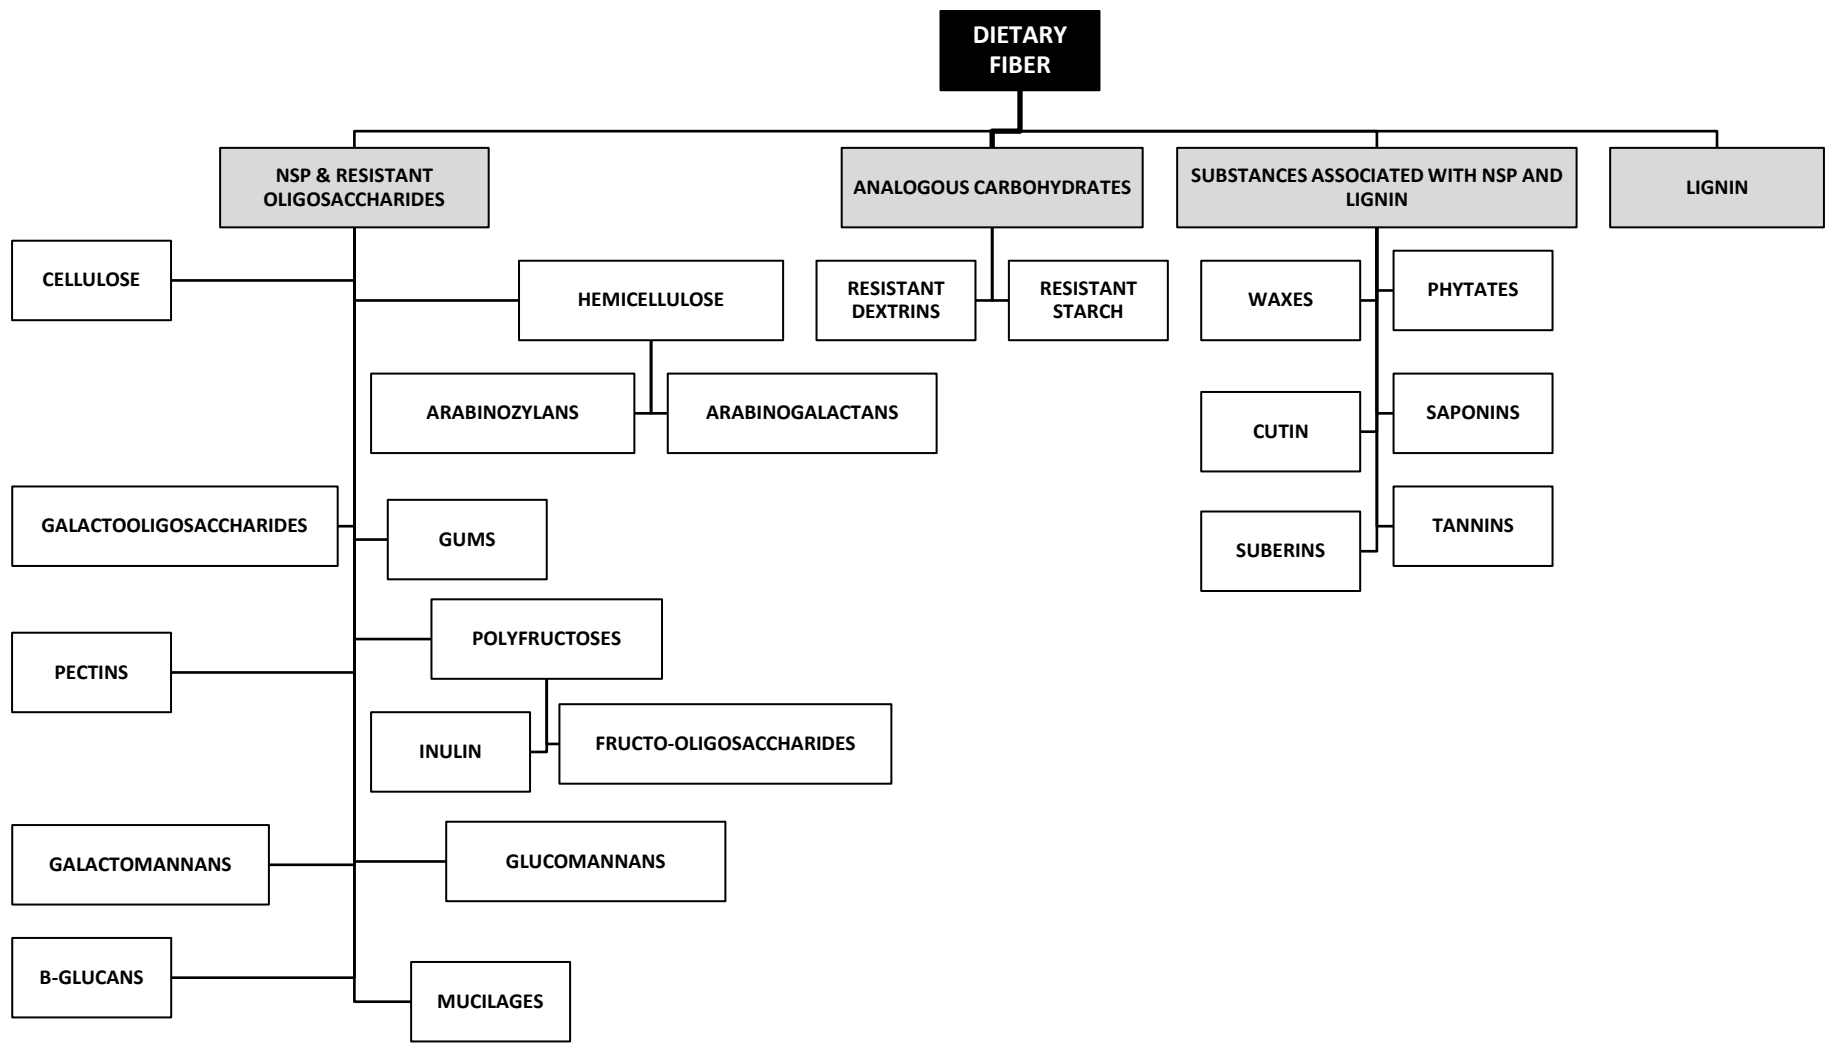 DIETARY
FIBER
NSP & RESISTANT
OLIGOSACCHARIDES
ANALOGOUS CARBOHYDRATES
SUBSTANCES ASSOCIATED WITH NSP AND
LIGNIN
LIGNIN
CELLULOSE
HEMICELLULOSE
ARABINOZYLANS
ARABINOGALACTANS
GALACTOOLIGOSACCHARIDES
GUMS
POLYFRUCTOSES
PECTINS
INULIN
FRUCTO-OLIGOSACCHARIDES
GALACTOMANNANS
GLUCOMANNANS
B-GLUCANS
MUCILAGES
RESISTANT
DEXTRINS
RESISTANT
STARCH
WAXES
PHYTATES
CUTIN
SAPONINS
SUBERINS
TANNINS